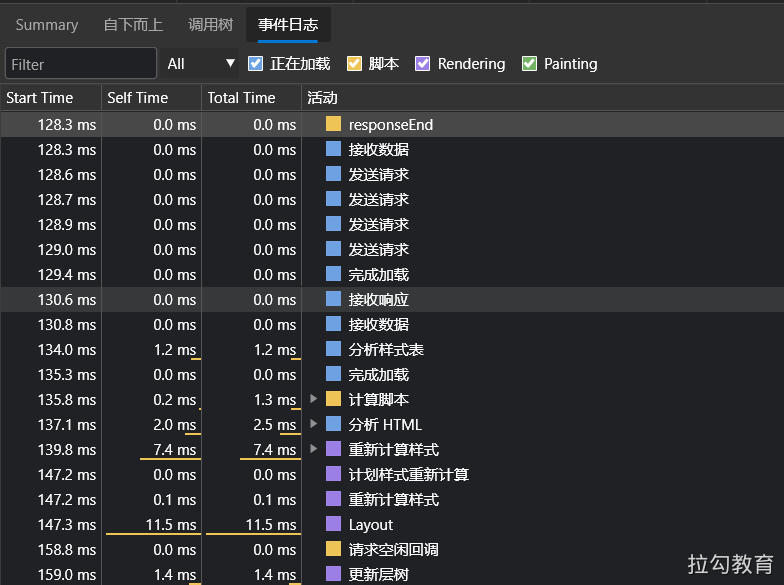 Summary 自下而上 调用树 事件日志
Filter All ▼ 正在加载 脚本 Rendering Painting
Start Time Self Time Total Time 活动
128.3 ms 0.0 ms 0.0 ms responseEnd
128.3 ms 0.0 ms 0.0 ms 接收数据
128.6 ms 0.0 ms 0.0 ms 发送请求
128.7 ms 0.0 ms 0.0 ms 发送请求
128.9 ms 0.0 ms 0.0 ms 发送请求
129.0 ms 0.0 ms 0.0 ms 发送请求
129.4 ms 0.0 ms 0.0 ms 完成加载
130.6 ms 0.0 ms 0.0 ms 接收响应
130.8 ms 0.0 ms 0.0 ms 接收数据
134.0 ms 1.2 ms 1.2 ms 分析样式表
135.3 ms 0.0 ms 0.0 ms 完成加载
135.8 ms 0.2 ms 1.3 ms 计算脚本
137.1 ms 2.0 ms 2.5 ms 分析 HTML
139.8 ms 7.4 ms 7.4 ms 重新计算样式
147.2 ms 0.0 ms 0.0 ms 计划样式重新计算
147.2 ms 0.1 ms 0.1 ms 重新计算样式
147.3 ms 11.5 ms 11.5 ms Layout
158.8 ms 0.0 ms 0.0 ms 请求空闲回调
159.0 ms 1.4 ms 1.4 ms 更新层树
拉勾教育